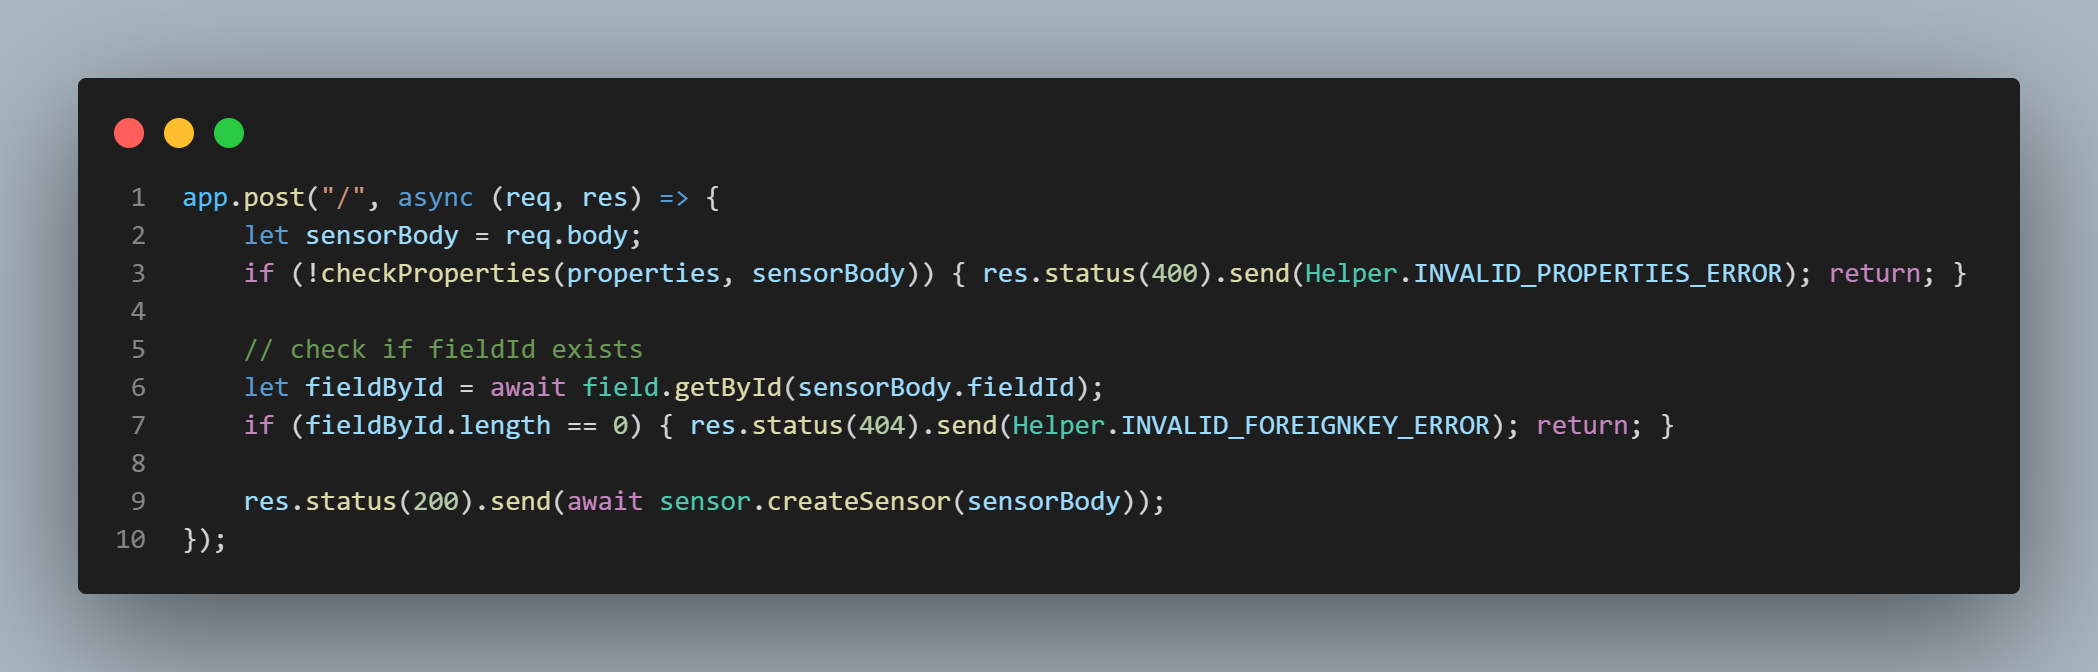 1 app.post("/", async (req, res) => {
2 let sensorBody = req.body;
3 if (!checkProperties(properties, sensorBody)) { res.status(400).send(Helper.INVALID_PROPERTIES_ERROR); return; }
4
5 // check if fieldId exists
6 let fieldById = await field.getById(sensorBody.fieldId);
7 if (fieldById.length == 0) { res.status(404).send(Helper.INVALID_FOREIGNKEY_ERROR); return; }
8
9 res.status(200).send(await sensor.createSensor(sensorBody));
10 });